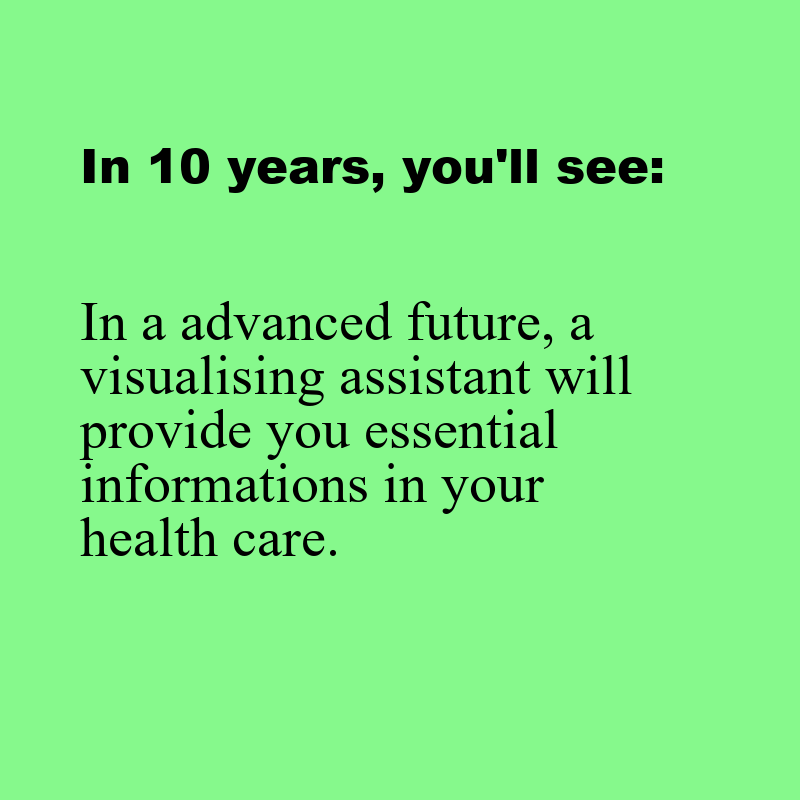 In 10 years, you'll see:
In a advanced future, a
visualising assistant will
provide you essential
informations in your
health care.